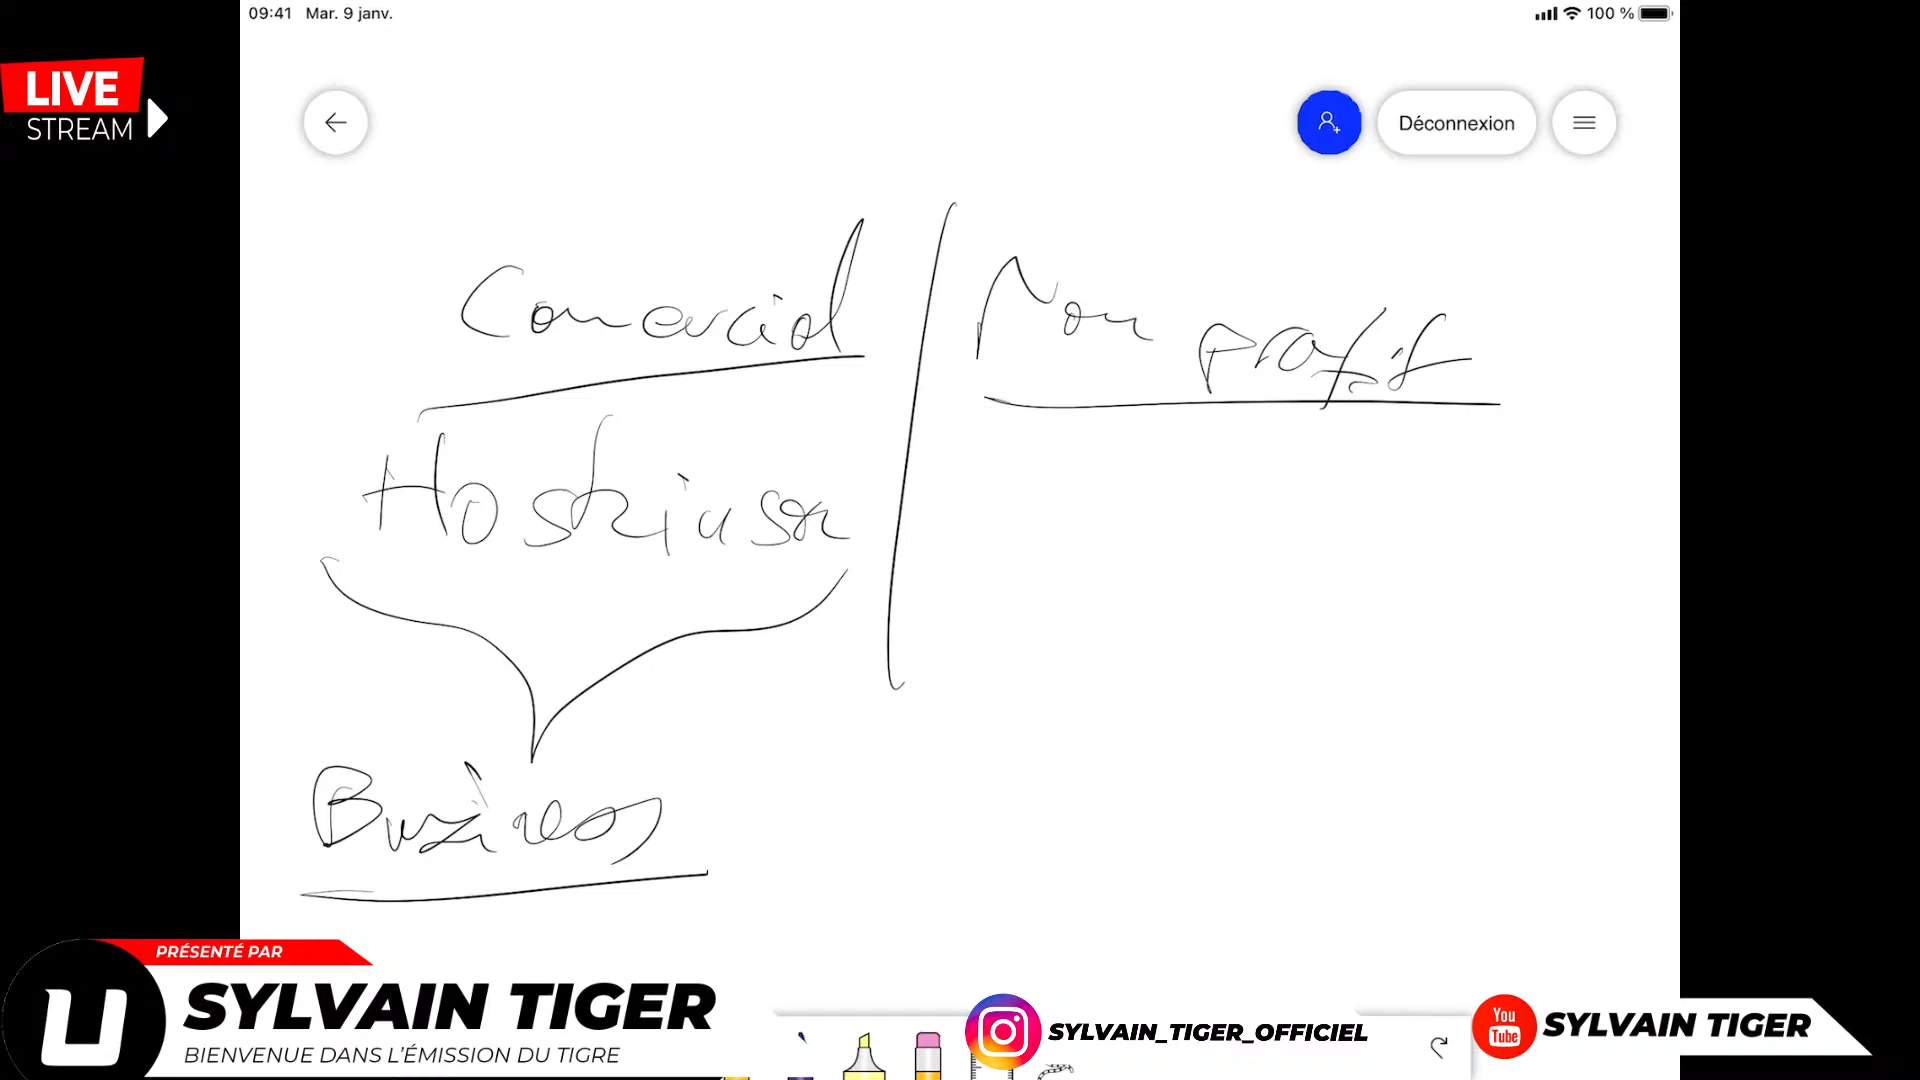 09:41 Mar. 9 janv.
100 %
LIVE
STREAM
Déconnexion
Comercial
Non profit
Business
PRÉSENTÉ PAR
SYLVAIN TIGER
BIENVENUE DANS L'ÉMISSION DU TIGRE
SYLVAIN_TIGER_OFFICIEL
You
Tube
SYLVAIN TIGER